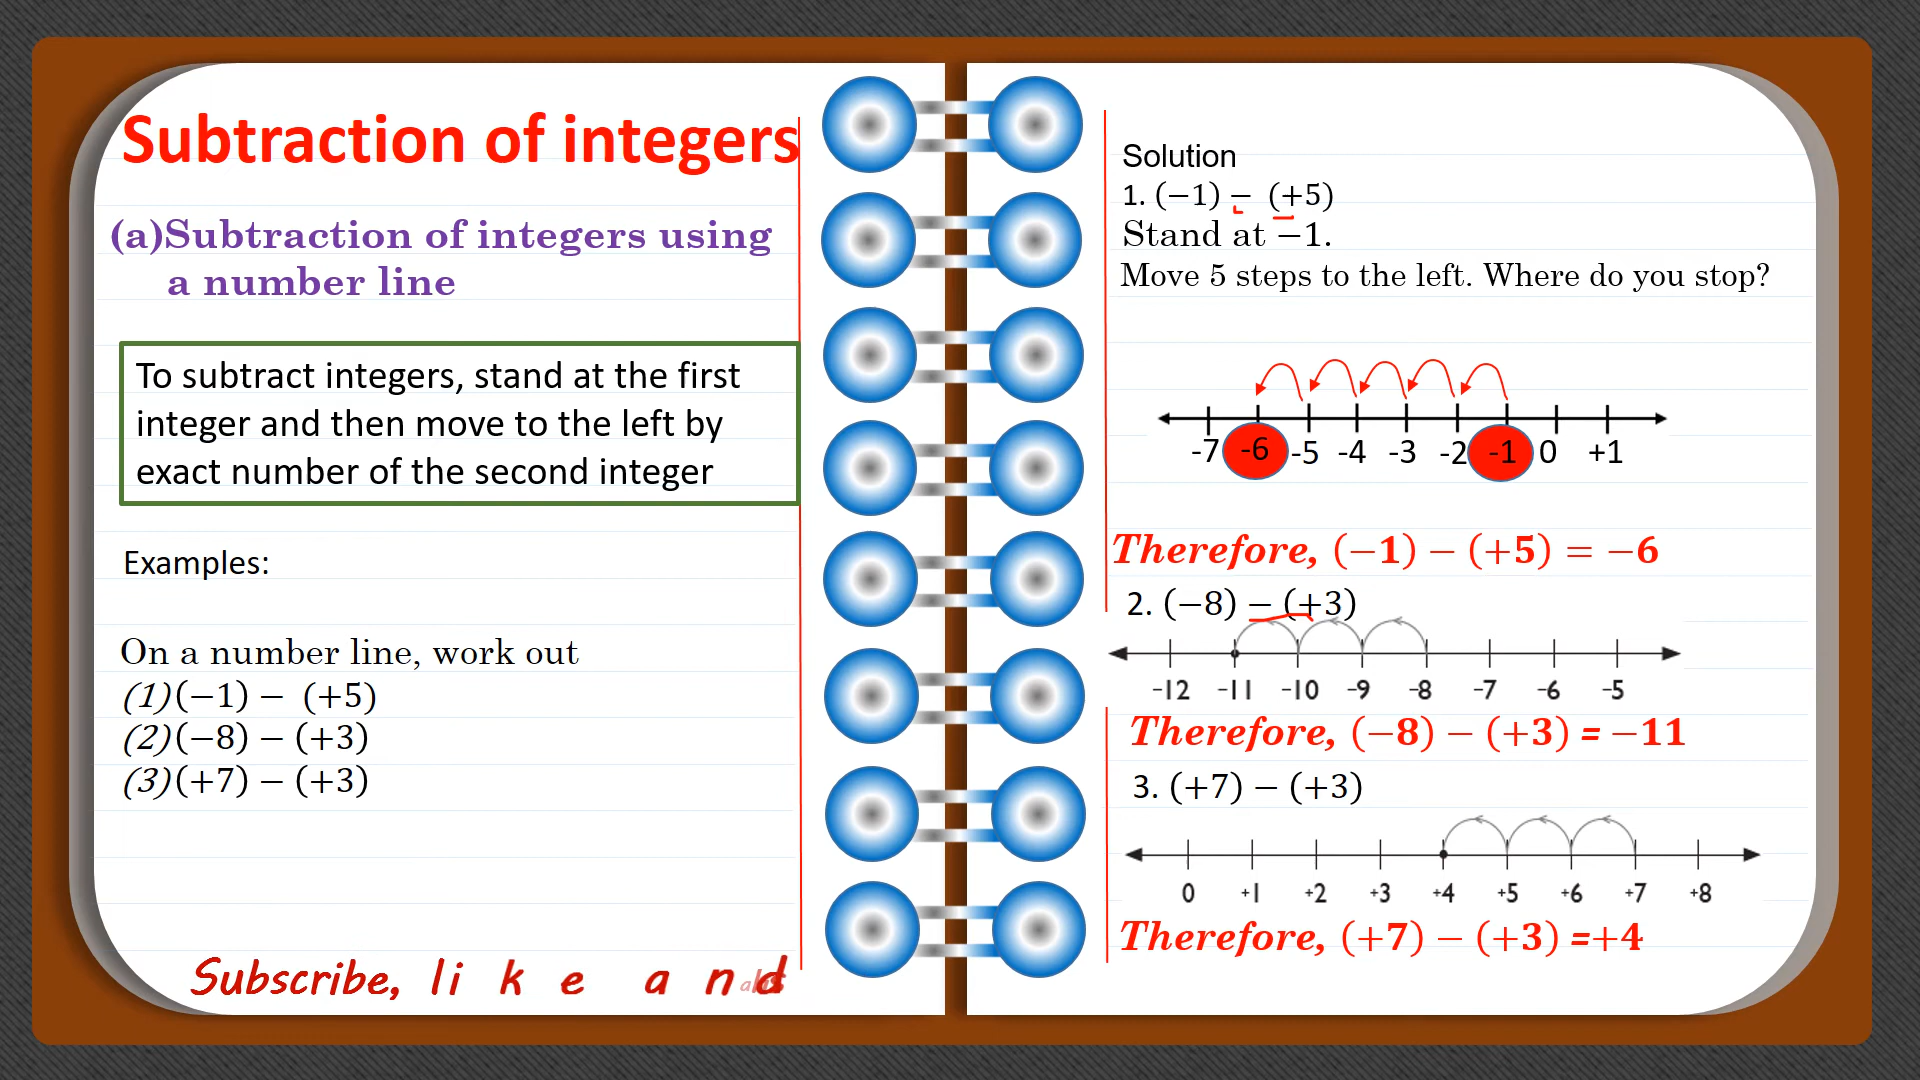 Subtraction of integers
(a)Subtraction of integers using
a number line
To subtract integers, stand at the first
integer and then move to the left by
exact number of the second integer
Examples:
On a number line, work out
(1)(−1) − (+5)
(2)(−8) − (+3)
(3)(+7) − (+3)
Subscribe, like and
Solution
1. (−1) − (+5)
Stand at −1.
Move 5 steps to the left. Where do you stop?
-7 -6 -5 -4 -3 -2 -1 0 +1
Therefore, (−1) − (+5) = −6
2. (−8) − (+3)
−12 −11 −10 −9 −8 −7 −6 −5
Therefore, (−8) − (+3) = −11
3. (+7) − (+3)
0 +1 +2 +3 +4 +5 +6 +7 +8
Therefore, (+7) − (+3) =+4